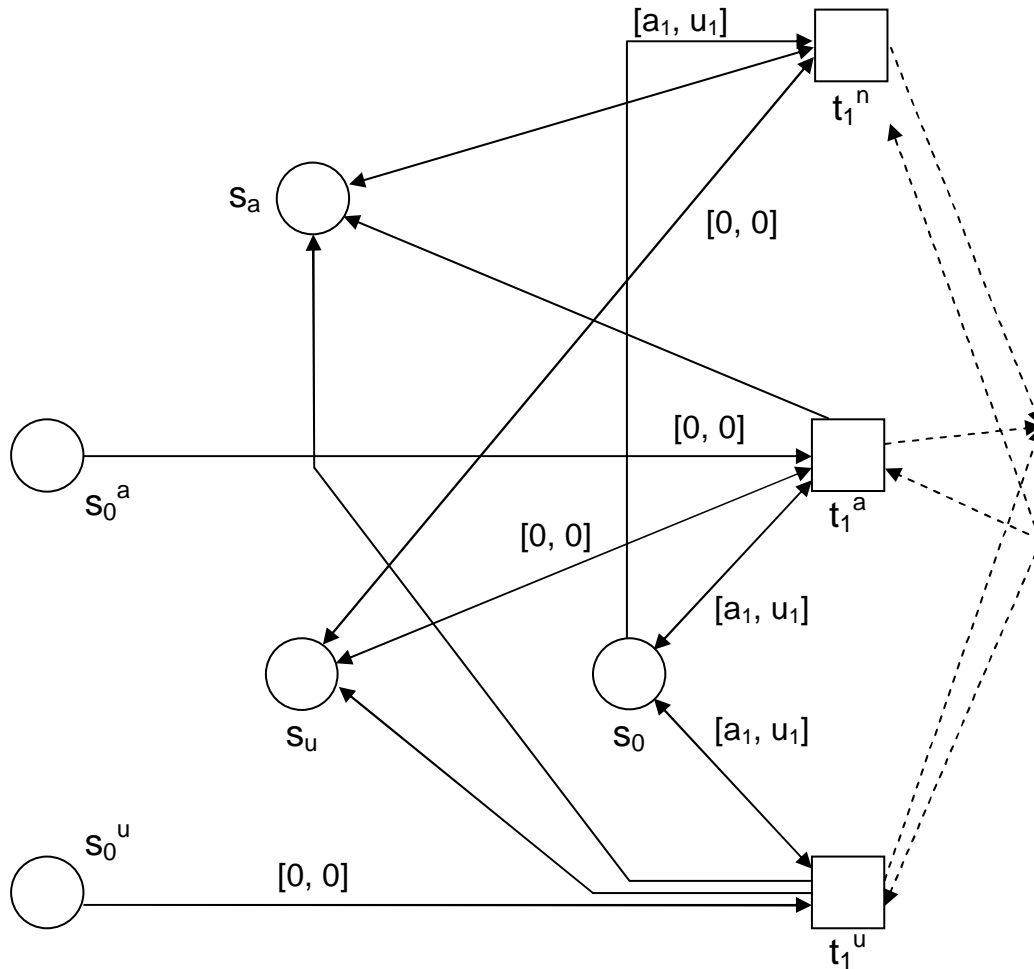 [a₁, u₁]
t₁ⁿ
sₐ
[0, 0]
[0, 0]
s₀ᵃ
t₁ᵃ
[0, 0]
[a₁, u₁]
sᵤ
s₀
[a₁, u₁]
s₀ᵘ
[0, 0]
t₁ᵘ